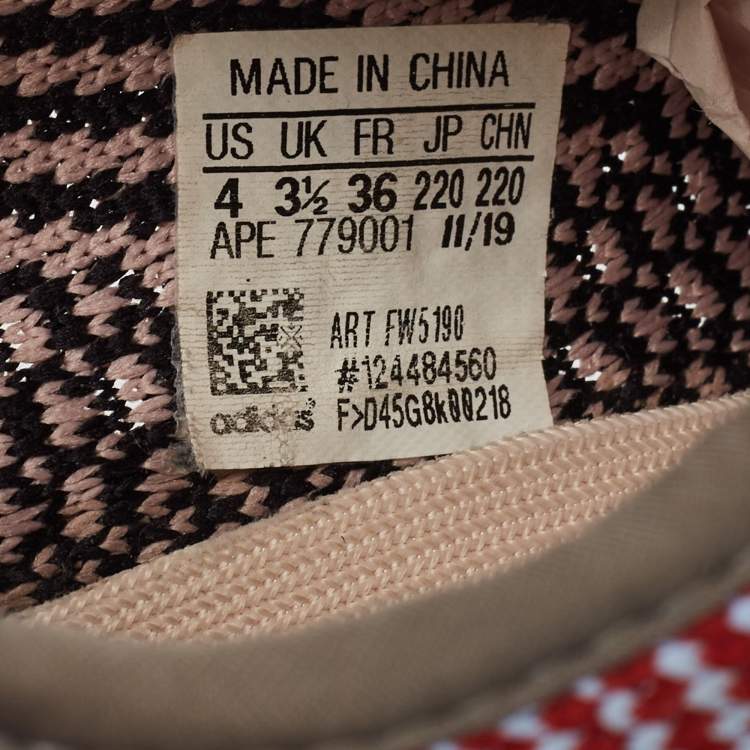 MADE IN CHINA
US UK FR JP CHN
4 3½ 36 220 220
APE 779001 11/19
ART FW5190
#124484560
adidas F>D45G8k00218